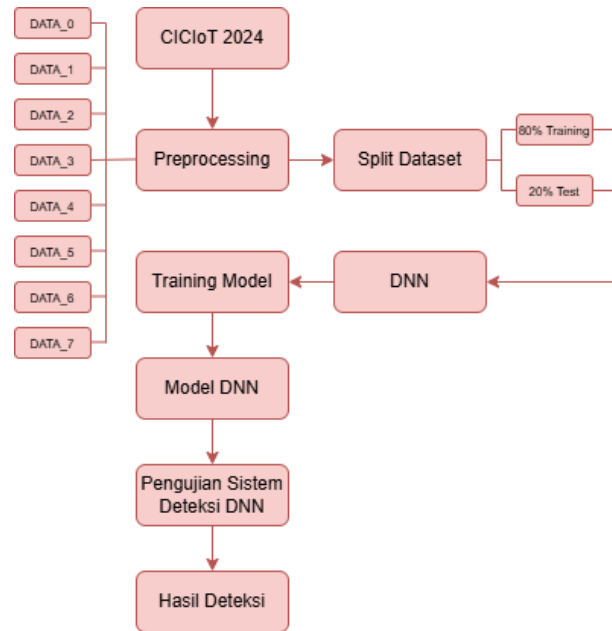 DATA_0
DATA_1
DATA_2
DATA_3
DATA_4
DATA_5
DATA_6
DATA_7
CICIoT 2024
Preprocessing
Split Dataset
80% Training
20% Test
DNN
Training Model
Model DNN
Pengujian Sistem
Deteksi DNN
Hasil Deteksi